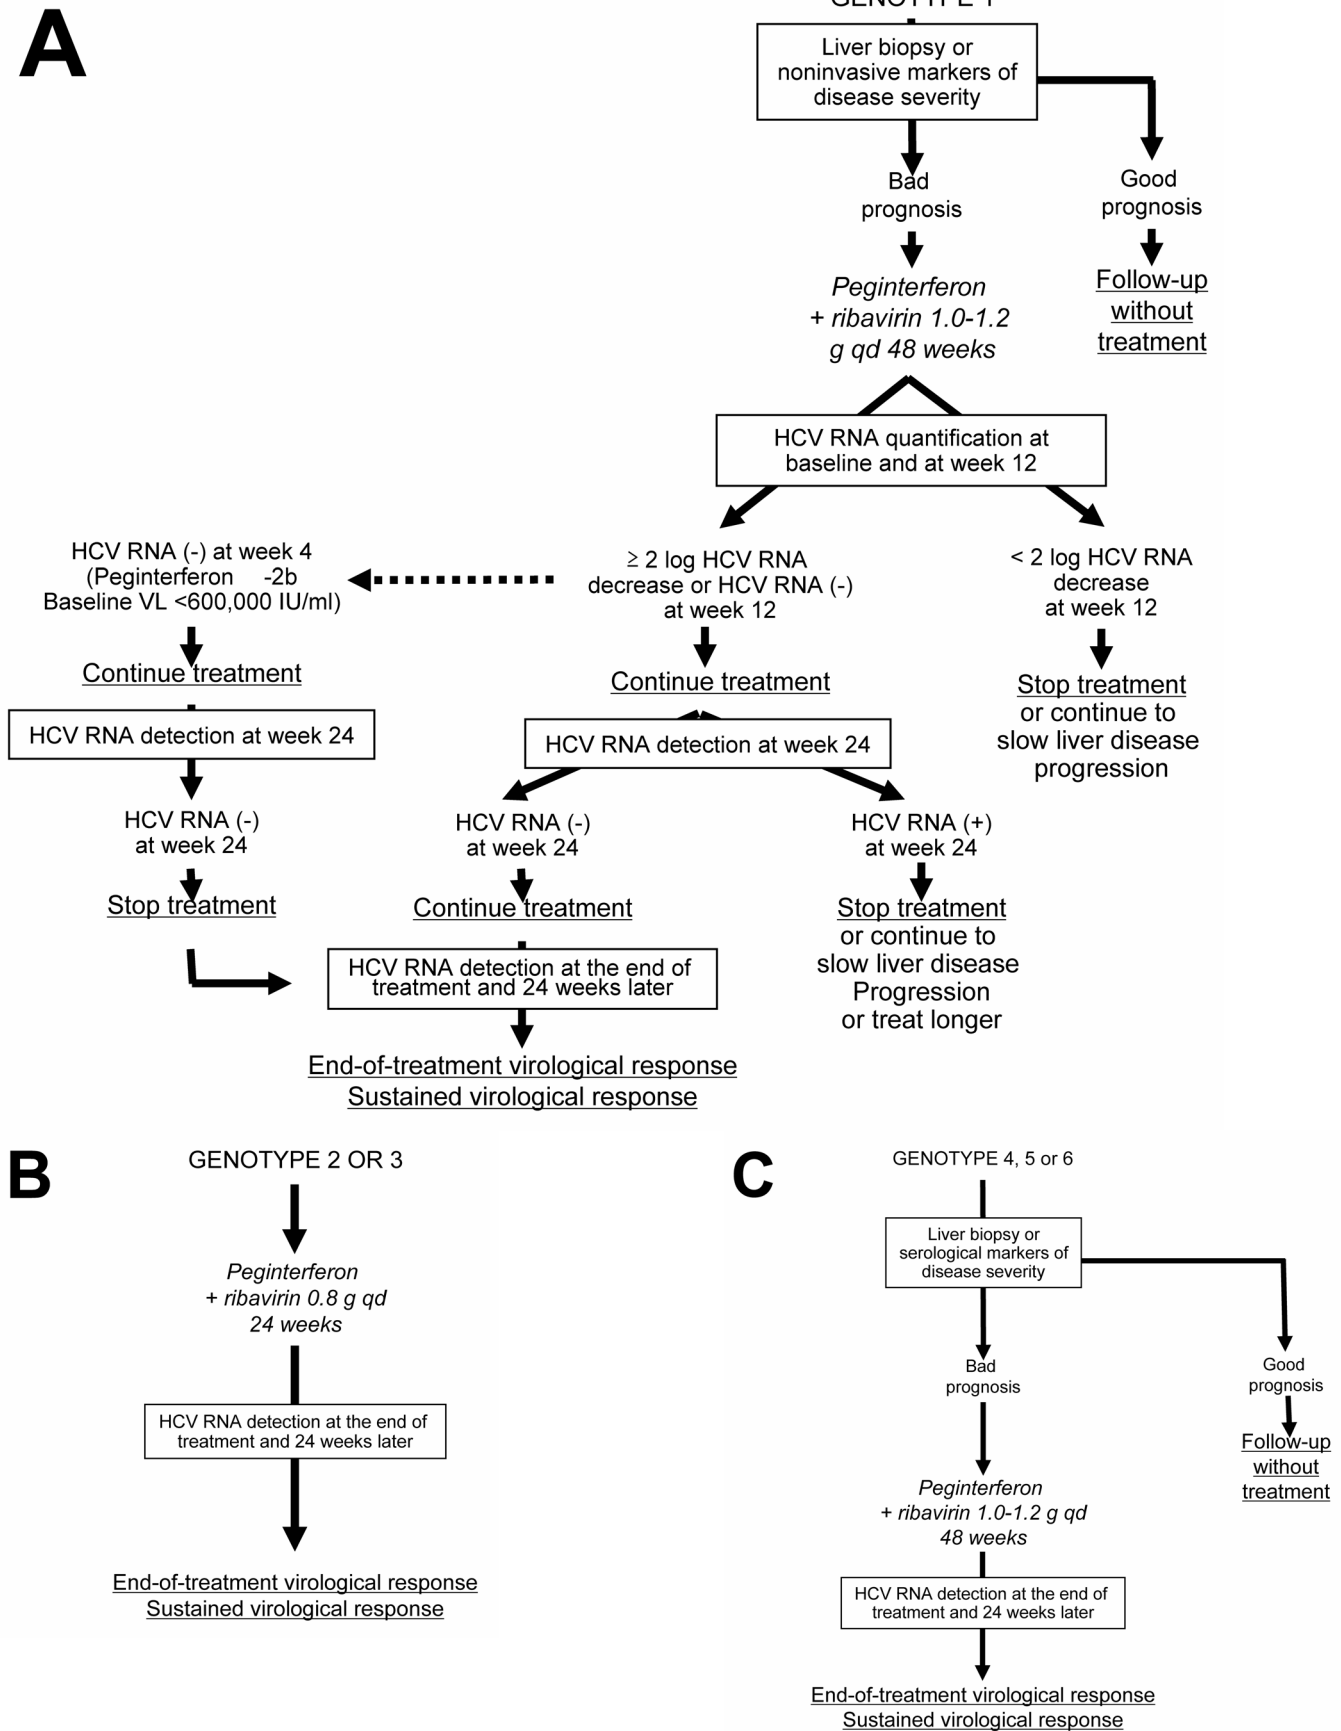 A
GENOTYPE 1
Liver biopsy or
noninvasive markers of
disease severity
Bad
prognosis
Good
prognosis
Peginterferon
+ ribavirin 1.0-1.2
g qd 48 weeks
Follow-up
without
treatment
HCV RNA quantification at
baseline and at week 12
HCV RNA (-) at week 4
(Peginterferon -2b
Baseline VL <600,000 IU/ml)
≥ 2 log HCV RNA
decrease or HCV RNA (-)
at week 12
< 2 log HCV RNA
decrease
at week 12
Continue treatment
Continue treatment
Stop treatment
or continue to
slow liver disease
progression
HCV RNA detection at week 24
HCV RNA detection at week 24
HCV RNA (-)
at week 24
HCV RNA (-)
at week 24
HCV RNA (+)
at week 24
Stop treatment
Continue treatment
Stop treatment
or continue to
slow liver disease
Progression
or treat longer
HCV RNA detection at the end of
treatment and 24 weeks later
End-of-treatment virological response
Sustained virological response
B
GENOTYPE 2 OR 3
Peginterferon
+ ribavirin 0.8 g qd
24 weeks
HCV RNA detection at the end of
treatment and 24 weeks later
End-of-treatment virological response
Sustained virological response
C
GENOTYPE 4, 5 or 6
Liver biopsy or
serological markers of
disease severity
Bad
prognosis
Good
prognosis
Follow-up
without
treatment
Peginterferon
+ ribavirin 1.0-1.2 g qd
48 weeks
HCV RNA detection at the end of
treatment and 24 weeks later
End-of-treatment virological response
Sustained virological response